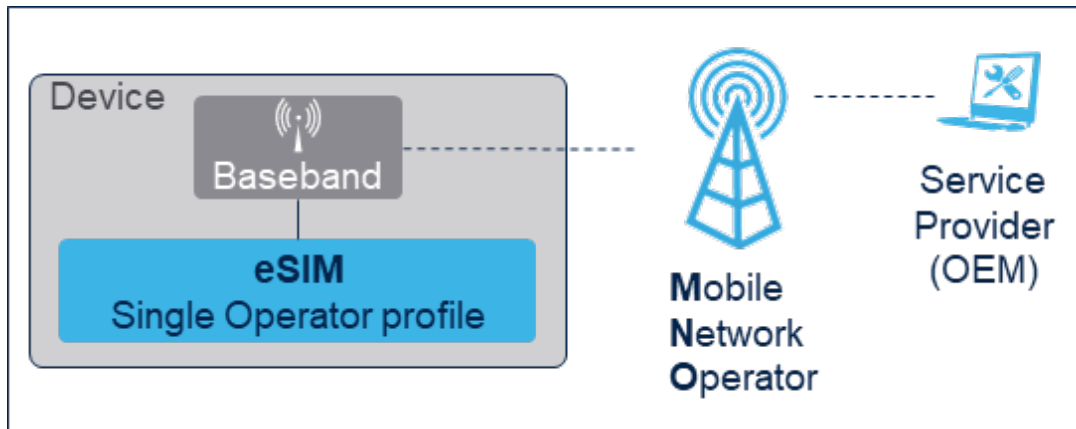 Device
Baseband
eSIM
Single Operator profile
Mobile
Network
Operator
Service
Provider
(OEM)